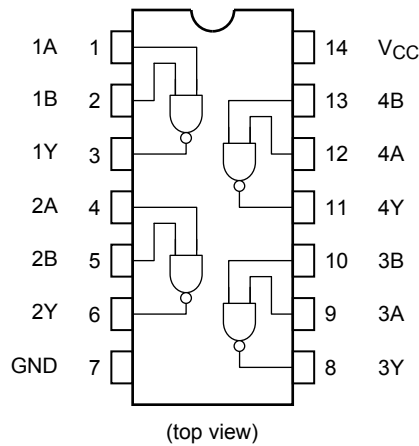 1A 1 14 VCC
1B 2 13 4B
1Y 3 12 4A
2A 4 11 4Y
2B 5 10 3B
2Y 6 9 3A
GND 7 8 3Y
(top view)